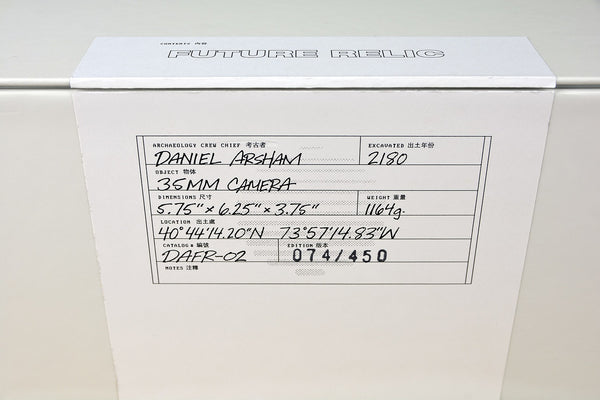 CONTENTS 內容
FUTURE RELIC
ARCHAEOLOGY CREW CHIEF 考古者
EXCAVATED 出土年份
DANIEL ARSHAM
2180
OBJECT 物体
35MM CAMERA
DIMENSIONS 尺寸
WEIGHT 重量
5.75" × 6.25" × 3.75"
1164g.
LOCATION 出土處
40°44'14.20"N 73°57'14.83"W
CATALOG# 編號
EDITION 版本
DAFR-02
074/450
NOTES 注釋